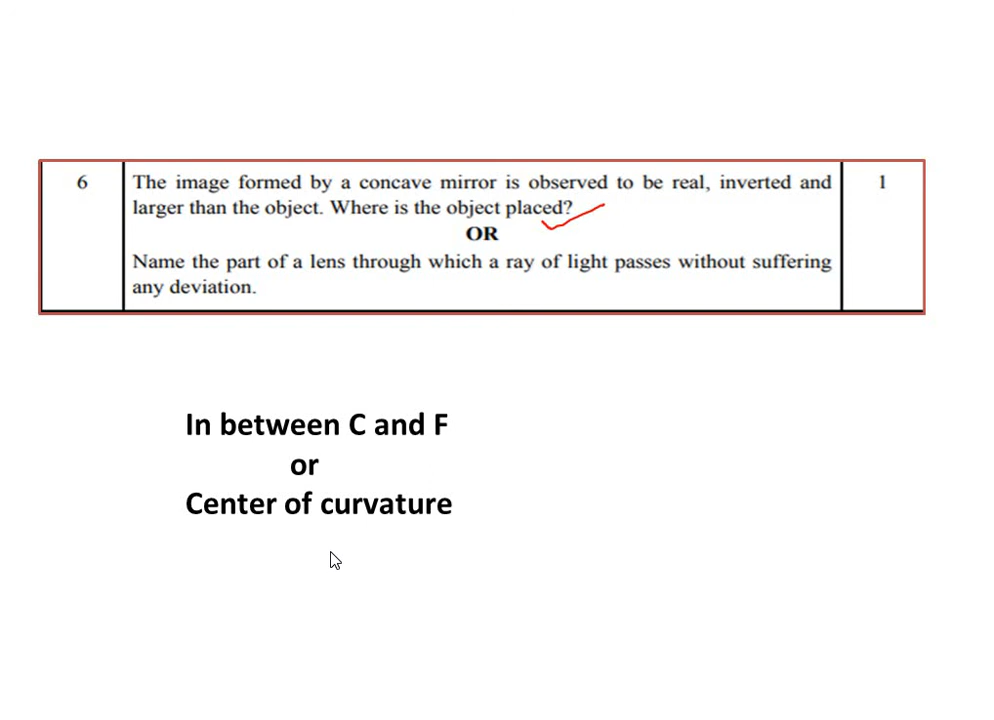 6
The image formed by a concave mirror is observed to be real, inverted and
1
larger than the object. Where is the object placed?
OR
Name the part of a lens through which a ray of light passes without suffering
any deviation.
In between C and F
or
Center of curvature